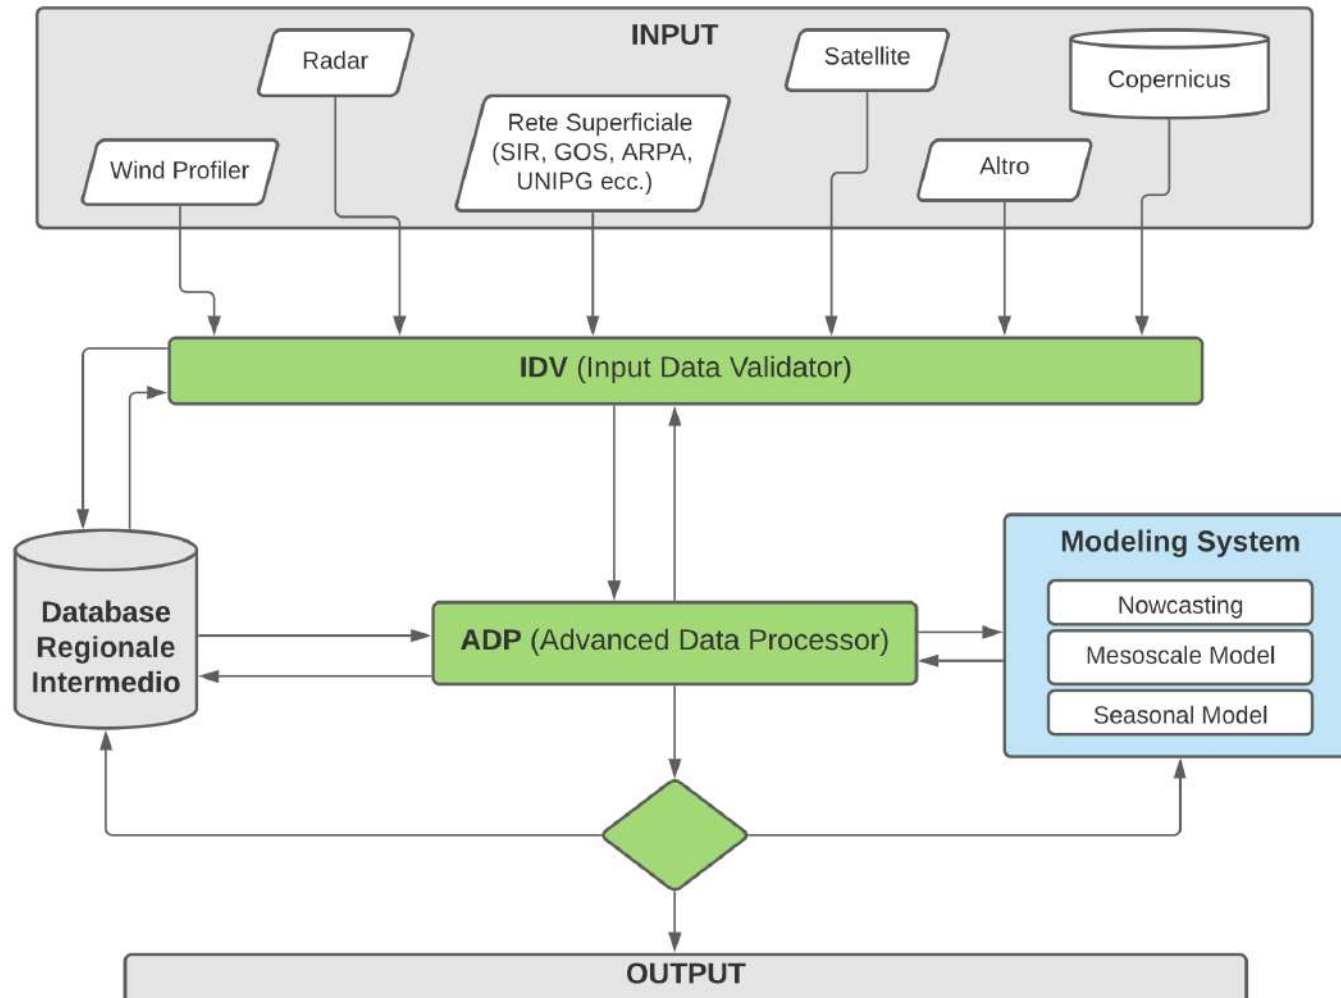 INPUT
Radar
Satellite
Copernicus
Rete Superficiale
(SIR, GOS, ARPA,
UNIPG ecc.)
Wind Profiler
Altro
IDV (Input Data Validator)
Modeling System
Nowcasting
Mesoscale Model
Seasonal Model
Database
Regionale
Intermedio
ADP (Advanced Data Processor)
OUTPUT